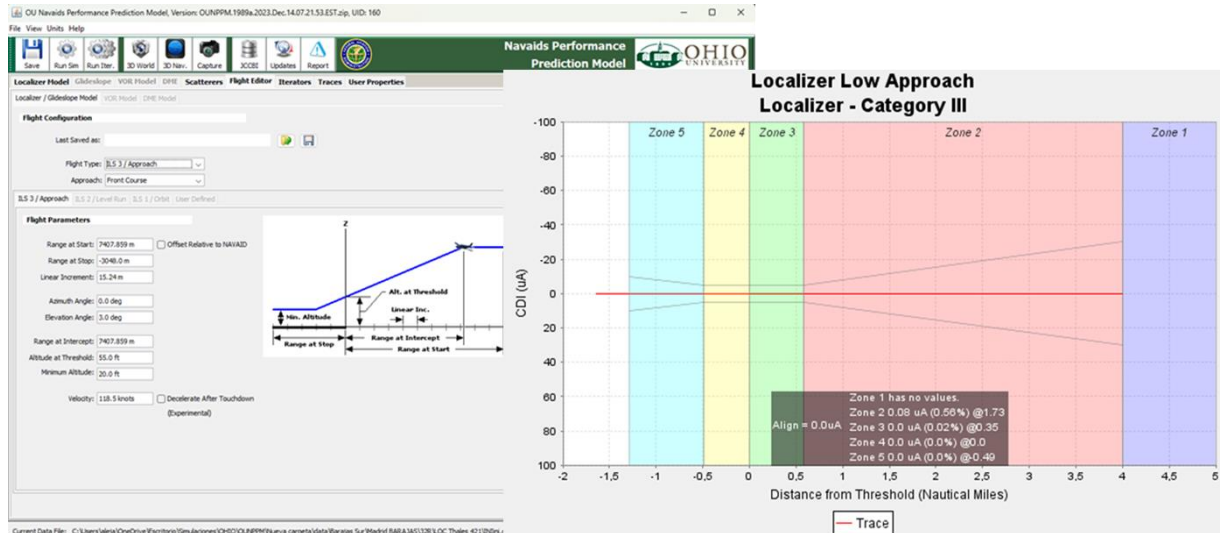 OU Navaids Performance Prediction Model, Version: OUNPPM.1989a.2023.Dec.14.07.21.53.EST.zip, UID: 160
File View Units Help
Save Run Sim Run Iter. 3D World 3D Nav. Capture JCCBI Updates Report
Navaids Performance
Prediction Model
OHIO
UNIVERSITY
Localizer Model Glideslope VOR Model DME Scatterers Flight Editor Iterators Traces User Properties
Localizer / Glideslope Model VOR Model DME Model
Flight Configuration
Last Saved as:
Flight Type: ILS 3 / Approach
Approach: Front Course
ILS 3 / Approach ILS 2 / Level Run ILS 1 / Orbit User Defined
Flight Parameters
Range at Start: 7407.859 m Offset Relative to NAVAID
Range at Stop: -3048.0 m
Linear Increment: 15.24 m
Azimuth Angle: 0.0 deg
Elevation Angle: 3.0 deg
Range at Intercept: 7407.859 m
Altitude at Threshold: 55.0 ft
Minimum Altitude: 20.0 ft
Velocity: 118.5 knots Decelerate After Touchdown
(Experimental)
Z
Alt. at Threshold
Min. Altitude
Linear Inc.
Range at Stop
Range at Intercept
Range at Start
Localizer Low Approach
Localizer - Category III
Zone 5 Zone 4 Zone 3 Zone 2 Zone 1
CDI (uA)
-100
-80
-60
-40
-20
0
20
40
60
80
100
Align = 0.0uA
Zone 1 has no values.
Zone 2 0.08 uA (0.56%) @1.73
Zone 3 0.0 uA (0.02%) @0.35
Zone 4 0.0 uA (0.0%) @0.0
Zone 5 0.0 uA (0.0%) @-0.49
-2 -1,5 -1 -0,5 0 0,5 1 1,5 2 2,5 3 3,5 4 4,5 5
Distance from Threshold (Nautical Miles)
Trace
Current Data File: